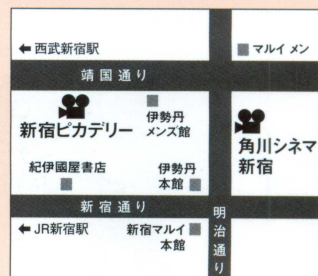 ← 西武新宿駅
マルイ メン
靖国通り
新宿ピカデリー
伊勢丹
メンズ館
角川シネマ
新宿
紀伊國屋書店
伊勢丹
本館
新宿通り
明治通り
← JR新宿駅
新宿マルイ
本館